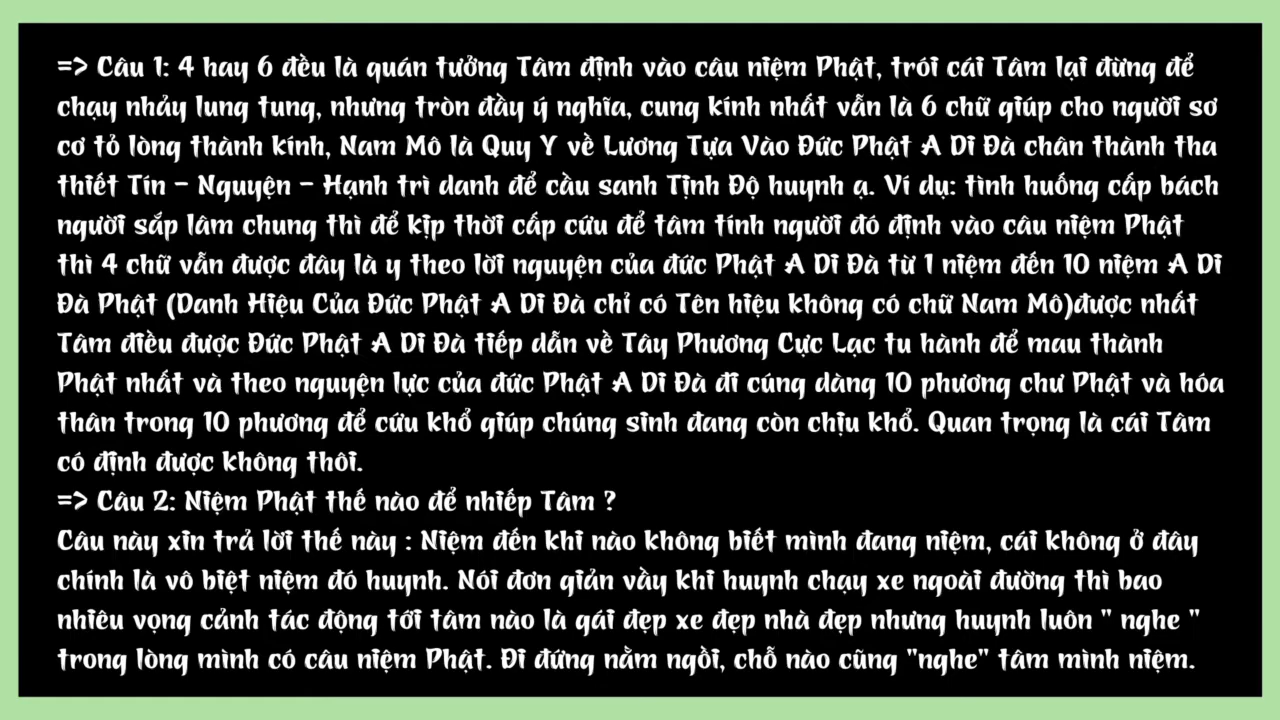 => Câu 1: 4 hay 6 đều là quán tưởng Tâm định vào câu niệm Phật, trói cái Tâm lại đừng để
chạy nhảy lung tung, nhưng tròn đầy ý nghĩa, cung kính nhất vẫn là 6 chữ giúp cho người sơ
cơ tỏ lòng thành kính, Nam Mô là Quy Y về Lương Tựa Vào Đức Phật A Di Đà chân thành tha
thiết Tín - Nguyện - Hạnh trì danh để cầu sanh Tịnh Độ huynh ạ. Ví dụ: tình huống cấp bách
người sắp lâm chung thì để kịp thời cấp cứu để tâm tính người đó định vào câu niệm Phật
thì 4 chữ vẫn được đây là y theo lời nguyện của đức Phật A Di Đà từ 1 niệm đến 10 niệm A Di
Đà Phật (Danh Hiệu Của Đức Phật A Di Đà chỉ có Tên hiệu không có chữ Nam Mô)được nhất
Tâm điều được Đức Phật A Di Đà tiếp dẫn về Tây Phương Cực Lạc tu hành để mau thành
Phật nhất và theo nguyện lực của đức Phật A Di Đà đi cúng dàng 10 phương chư Phật và hóa
thân trong 10 phương để cứu khổ giúp chúng sinh đang còn chịu khổ. Quan trọng là cái Tâm
có định được không thôi.
=> Câu 2: Niệm Phật thế nào để nhiếp Tâm ?
Câu này xin trả lời thế này : Niệm đến khi nào không biết mình đang niệm, cái không ở đây
chính là vô biệt niệm đó huynh. Nói đơn giản vầy khi huynh chạy xe ngoài đường thì bao
nhiêu vọng cảnh tác động tới tâm nào là gái đẹp xe đẹp nhà đẹp nhưng huynh luôn " nghe "
trong lòng mình có câu niệm Phật. Đi đứng nằm ngồi, chỗ nào cũng "nghe" tâm mình niệm.